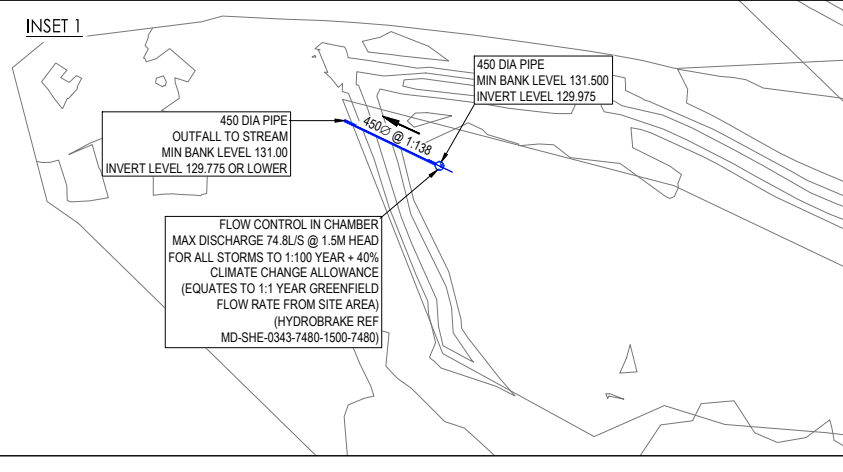 INSET 1
450 DIA PIPE
MIN BANK LEVEL 131.500
INVERT LEVEL 129.975
450 DIA PIPE
OUTFALL TO STREAM
MIN BANK LEVEL 131.00
INVERT LEVEL 129.775 OR LOWER
450∅ @ 1:138
FLOW CONTROL IN CHAMBER
MAX DISCHARGE 74.8L/S @ 1.5M HEAD
FOR ALL STORMS TO 1:100 YEAR + 40%
CLIMATE CHANGE ALLOWANCE
(EQUATES TO 1:1 YEAR GREENFIELD
FLOW RATE FROM SITE AREA)
(HYDROBRAKE REF
MD-SHE-0343-7480-1500-7480)